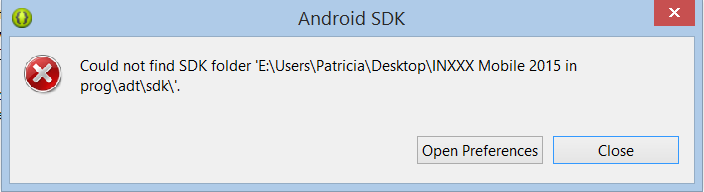 Android SDK
Could not find SDK folder 'E:\Users\Patricia\Desktop\INXXX Mobile 2015 in
prog\adt\sdk\'.
Open Preferences
Close